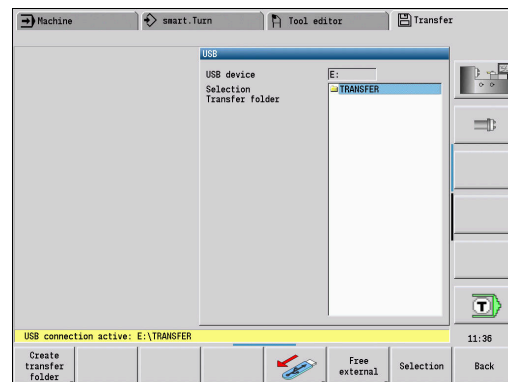 Machine
smart.Turn
Tool editor
Transfer
USB
USB device
E:
Selection
Transfer folder
TRANSFER
T
USB connection active: E:\TRANSFER
11:36
Create
transfer
folder
Free
external
Selection
Back